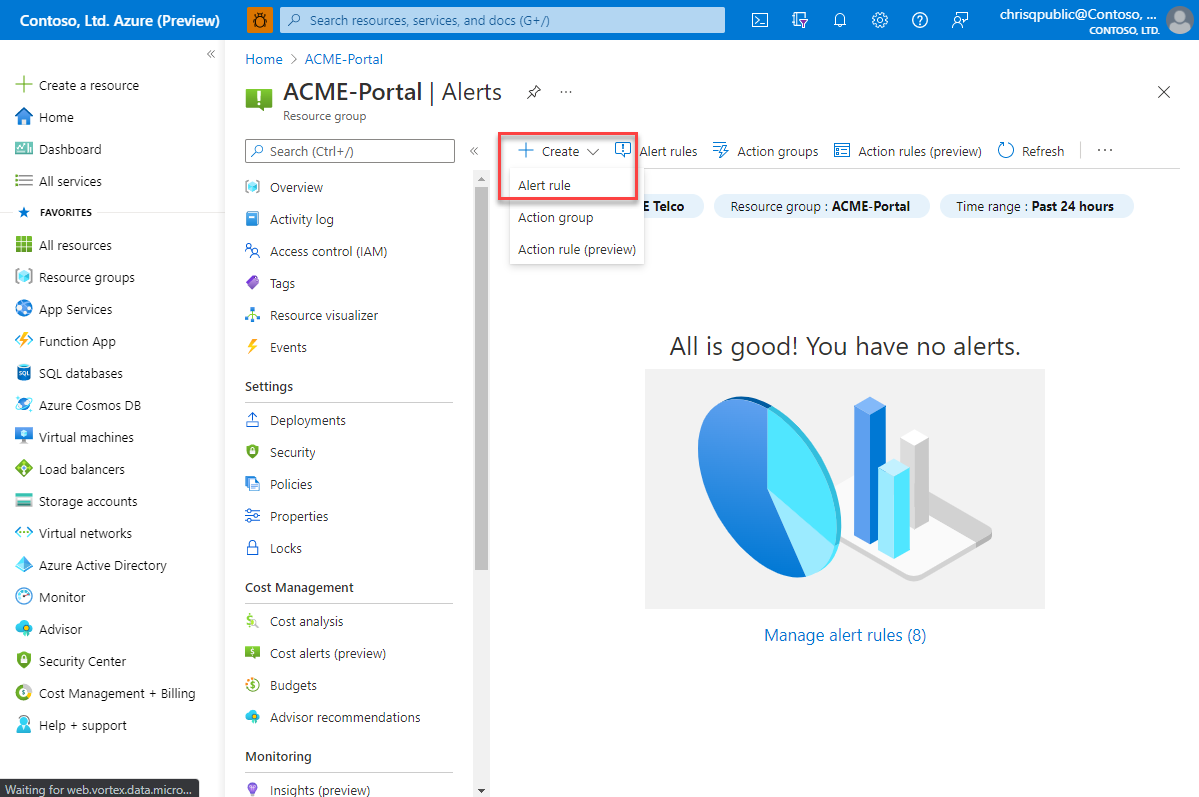 Contoso, Ltd. Azure (Preview)
Search resources, services, and docs (G+/)
chrisqpublic@Contoso, ...
CONTOSO, LTD.
Create a resource
Home
Dashboard
All services
FAVORITES
All resources
Resource groups
App Services
Function App
SQL databases
Azure Cosmos DB
Virtual machines
Load balancers
Storage accounts
Virtual networks
Azure Active Directory
Monitor
Advisor
Security Center
Cost Management + Billing
Help + support
Waiting for web.vortex.data.micro...
Home > ACME-Portal
ACME-Portal | Alerts
...
Resource group
Search (Ctrl+/)
Overview
Activity log
Access control (IAM)
Tags
Resource visualizer
Events
Settings
Deployments
Security
Policies
Properties
Locks
Cost Management
Cost analysis
Cost alerts (preview)
Budgets
Advisor recommendations
Monitoring
Insights (preview)
Create
Alert rules
Action groups
Action rules (preview)
Refresh
...
Alert rule
Action group
Action rule (preview)
E Telco
Resource group : ACME-Portal
Time range : Past 24 hours
All is good! You have no alerts.
Manage alert rules (8)